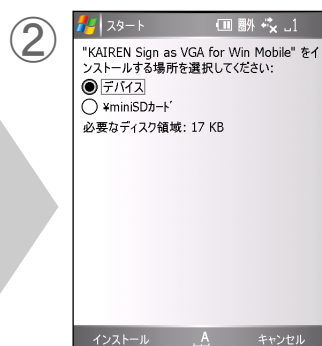 ②
スタート 圏外 1
"KAIREN Sign as VGA for Win Mobile" をイ
ンストールする場所を選択してください:
デバイス
¥miniSDカード
必要なディスク領域: 17 KB
インストール A キャンセル